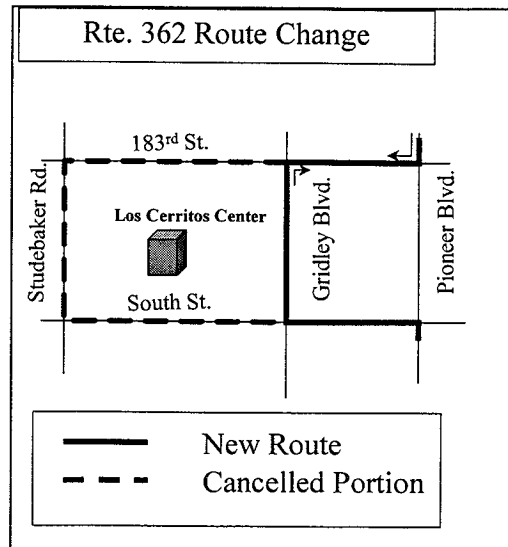 Rte. 362 Route Change
183rd St.
Studebaker Rd.
Los Cerritos Center
South St.
Gridley Blvd.
Pioneer Blvd.
New Route
Cancelled Portion